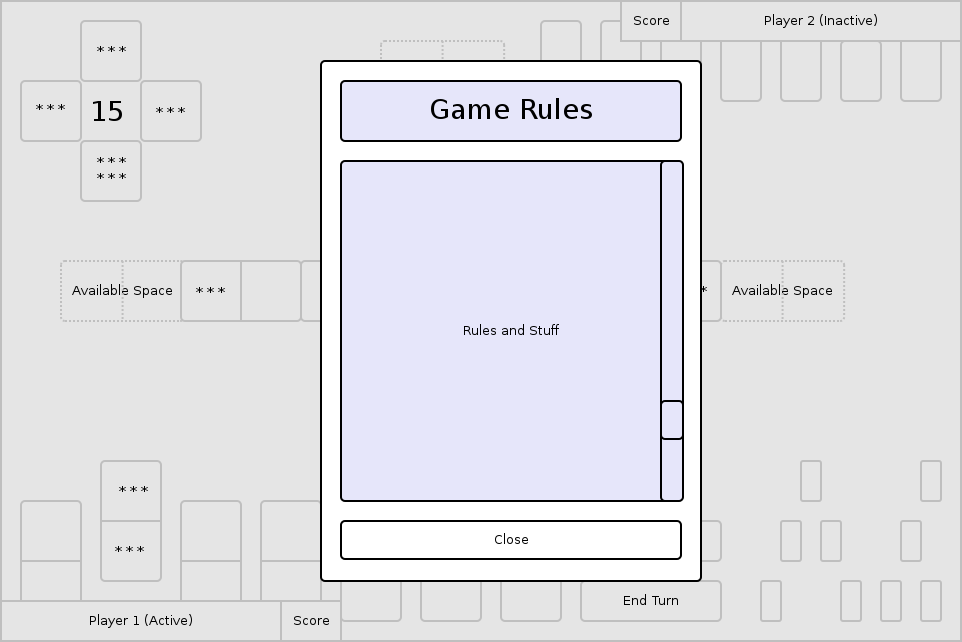 Score
Player 2 (Inactive)
***
***
15
***
***
***
Game Rules
Available Space
***
*
Available Space
Rules and Stuff
***
***
Close
End Turn
Player 1 (Active)
Score